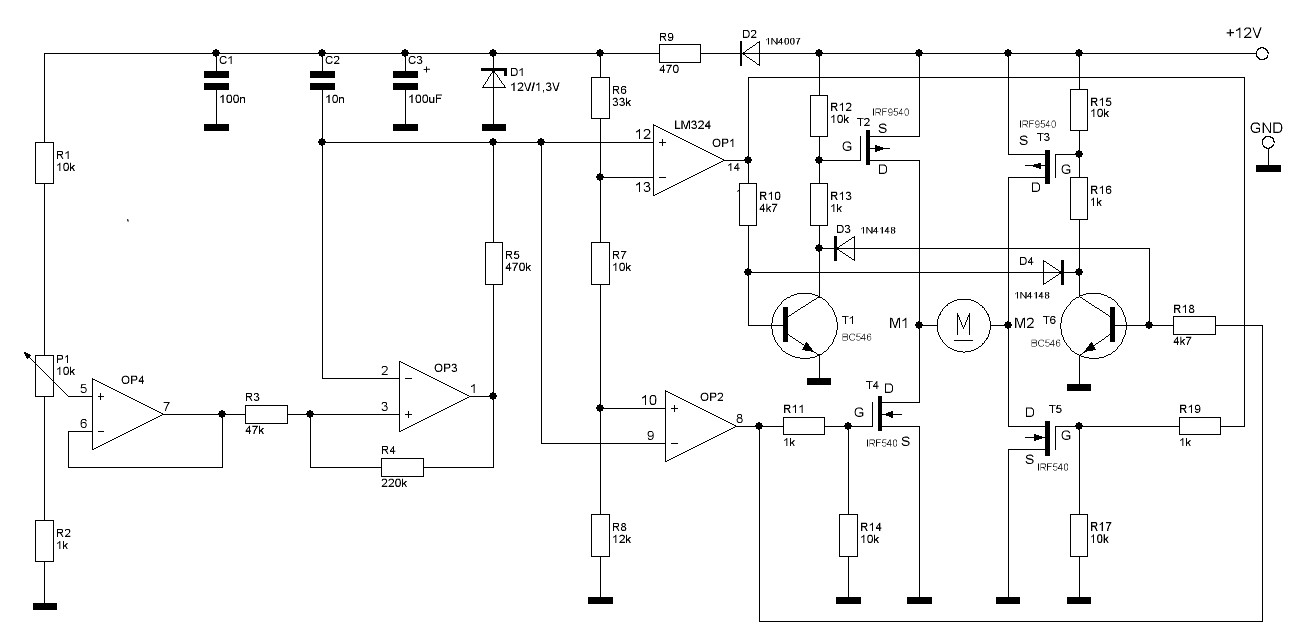 +12V
R9
470
D2
1N4007
C1
100n
C2
10n
C3
+
100uF
D1
12V/1,3V
R6
33k
R12
10k
IRF9540
T2
S
G
D
R15
10k
IRF9540
T3
S
G
D
GND
R1
10k
12
+
LM324
OP1
14
13
−
R10
4k7
R13
1k
R16
1k
R5
470k
R7
10k
D3
1N4148
D4
1N4148
T1
BC546
M1
M
M2
T6
BC546
R18
4k7
P1
10k
5
+
OP4
7
6
−
R3
47k
2
−
OP3
1
3
+
R4
220k
10
+
OP2
8
9
−
R11
1k
T4
D
G
IRF540
S
D
T5
G
S
IRF540
R19
1k
R2
1k
R8
12k
R14
10k
R17
10k